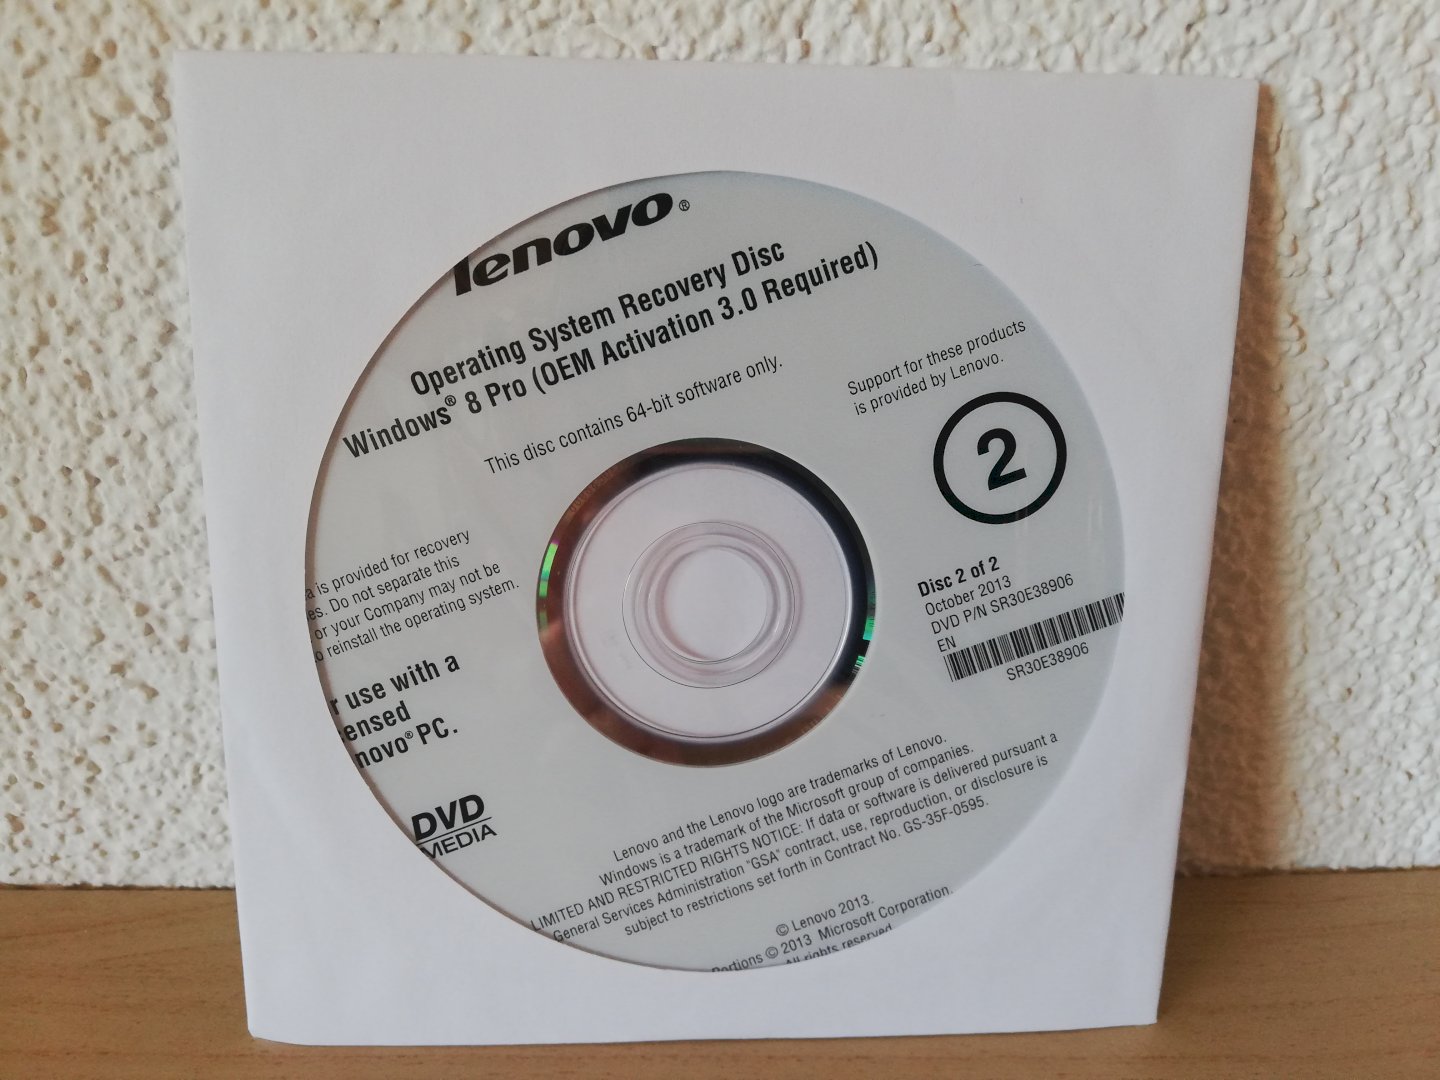 lenovo®
Operating System Recovery Disc
Windows® 8 Pro (OEM Activation 3.0 Required)
This disc contains 64-bit software only.
Support for these products
is provided by Lenovo.
2
is provided for recovery
Do not separate this
or your Company may not be
reinstall the operating system.
use with a
novo® PC.
DVD
MEDIA
Disc 2 of 2
October 2013
DVD P/N SR30E38906
EN
SR30E38906
Lenovo and the Lenovo logo are trademarks of Lenovo.
Windows is a trademark of the Microsoft group of companies.
LIMITED AND RESTRICTED RIGHTS NOTICE: If data or software is delivered pursuant a
General Services Administration "GSA" contract, use, reproduction, or disclosure is
subject to restrictions set forth in Contract No. GS-35F-0595.
© Lenovo 2013.
Portions © 2013 Microsoft Corporation.
All rights reserved